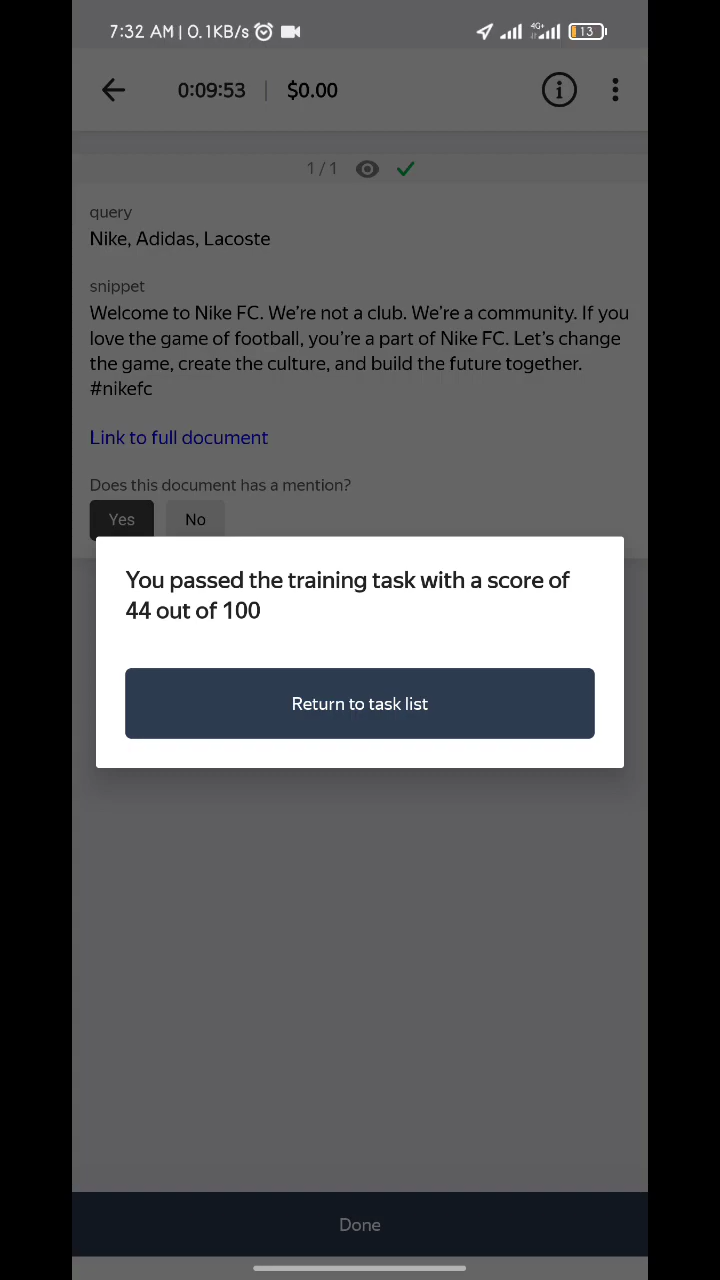 7:32 AM | 0.1KB/s 4G+ 13
0:09:53 | $0.00
1 / 1
query
Nike, Adidas, Lacoste
snippet
Welcome to Nike FC. We’re not a club. We’re a community. If you
love the game of football, you’re a part of Nike FC. Let’s change
the game, create the culture, and build the future together.
#nikefc
Link to full document
Does this document has a mention?
Yes No
You passed the training task with a score of
44 out of 100
Return to task list
Done